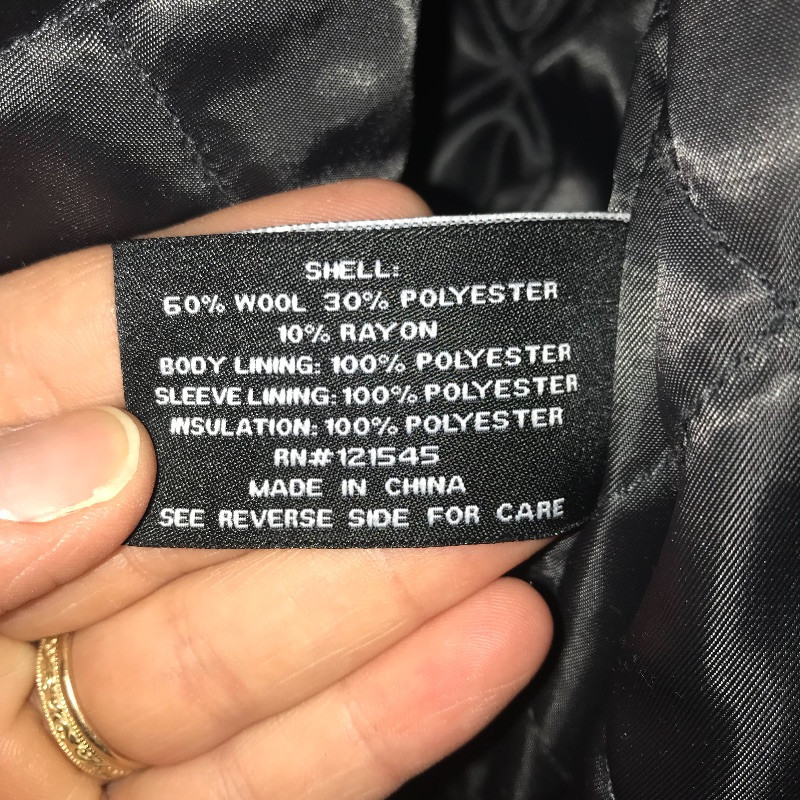 SHELL:
60% WOOL 30% POLYESTER
10% RAYON
BODY LINING: 100% POLYESTER
SLEEVE LINING: 100% POLYESTER
INSULATION: 100% POLYESTER
RN# 121545
MADE IN CHINA
SEE REVERSE SIDE FOR CARE